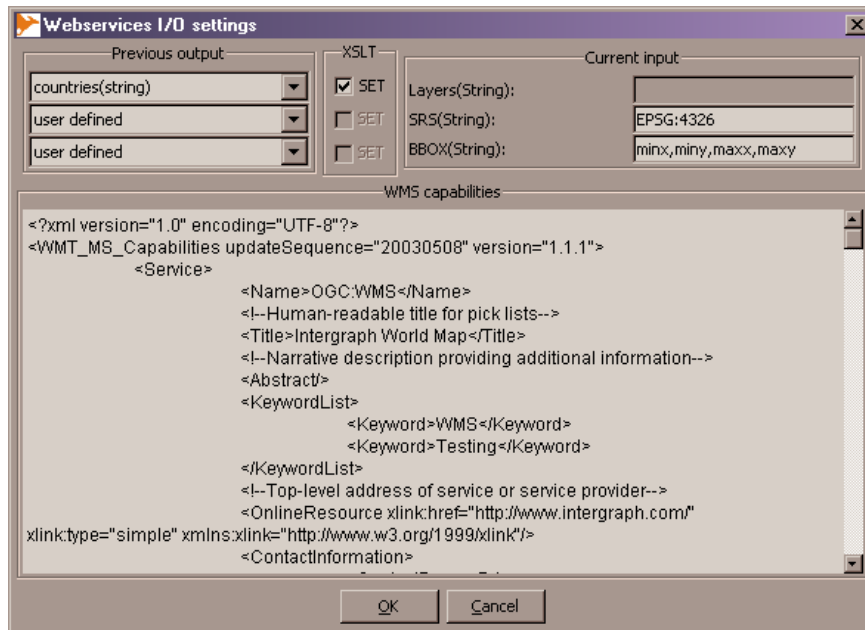 Webservices I/O settings
Previous output
XSLT
Current input
countries(string)
SET
Layers(String):
user defined
SET
SRS(String):
EPSG:4326
user defined
SET
BBOX(String):
minx,miny,maxx,maxy
WMS capabilities
<?xml version="1.0" encoding="UTF-8"?>
<WMT_MS_Capabilities updateSequence="20030508" version="1.1.1">
<Service>
<Name>OGC:WMS</Name>
<!--Human-readable title for pick lists-->
<Title>Intergraph World Map</Title>
<!--Narrative description providing additional information-->
<Abstract/>
<KeywordList>
<Keyword>WMS</Keyword>
<Keyword>Testing</Keyword>
</KeywordList>
<!--Top-level address of service or service provider-->
<OnlineResource xlink:href="http://www.intergraph.com/"
xlink:type="simple" xmlns:xlink="http://www.w3.org/1999/xlink"/>
<ContactInformation>
OK
Cancel